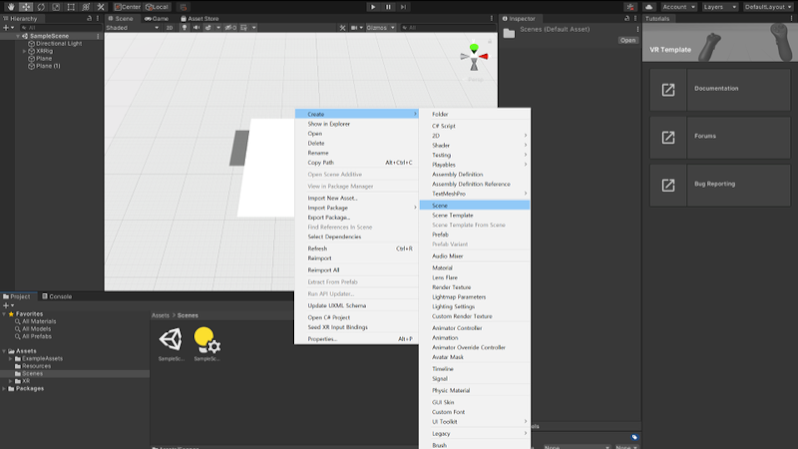 Center
Local
Account
Layers
DefaultLayout
Hierarchy
Scene
Game
Asset Store
Inspector
Tutorials
All
Shaded
2D
Gizmos
All
SampleScene
Directional Light
XRRig
Plane
Plane (1)
Scenes (Default Asset)
Open
VR Template
Documentation
Forums
Bug Reporting
Create
Show in Explorer
Open
Delete
Rename
Copy Path Alt+Ctrl+C
Open Scene Additive
View in Package Manager
Import New Asset...
Import Package
Export Package...
Find References In Scene
Select Dependencies
Refresh Ctrl+R
Reimport
Reimport All
Extract From Prefab
Run API Updater...
Update UXML Schema
Open C# Project
Seed XR Input Bindings
Properties... Alt+P
Folder
C# Script
2D
Shader
Testing
Playables
Assembly Definition
Assembly Definition Reference
TextMeshPro
Scene
Scene Template
Scene Template From Scene
Prefab
Prefab Variant
Audio Mixer
Material
Lens Flare
Render Texture
Lightmap Parameters
Lighting Settings
Custom Render Texture
Animator Controller
Animation
Animator Override Controller
Avatar Mask
Timeline
Signal
Physic Material
GUI Skin
Custom Font
UI Toolkit
Legacy
Brush
Project
Console
Favorites
All Materials
All Models
All Prefabs
Assets
ExampleAssets
Resources
Scenes
XR
Packages
Assets
Scenes
SampleSc...
SampleSc...
None
None